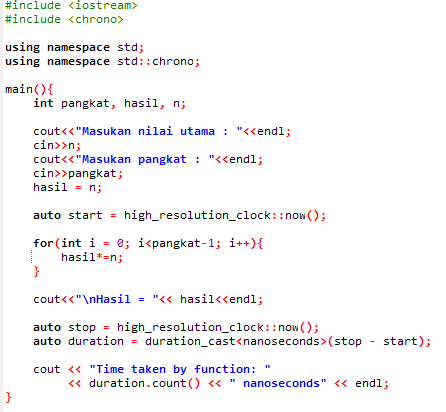 #include <iostream>
#include <chrono>

using namespace std;
using namespace std::chrono;

main(){
    int pangkat, hasil, n;

    cout<<"Masukan nilai utama : "<<endl;
    cin>>n;
    cout<<"Masukan pangkat : "<<endl;
    cin>>pangkat;
    hasil = n;

    auto start = high_resolution_clock::now();

    for(int i = 0; i<pangkat-1; i++){
        hasil*=n;
    }

    cout<<"\nHasil = "<< hasil<<endl;

    auto stop = high_resolution_clock::now();
    auto duration = duration_cast<nanoseconds>(stop - start);

    cout << "Time taken by function: "
         << duration.count() << " nanoseconds" << endl;
}